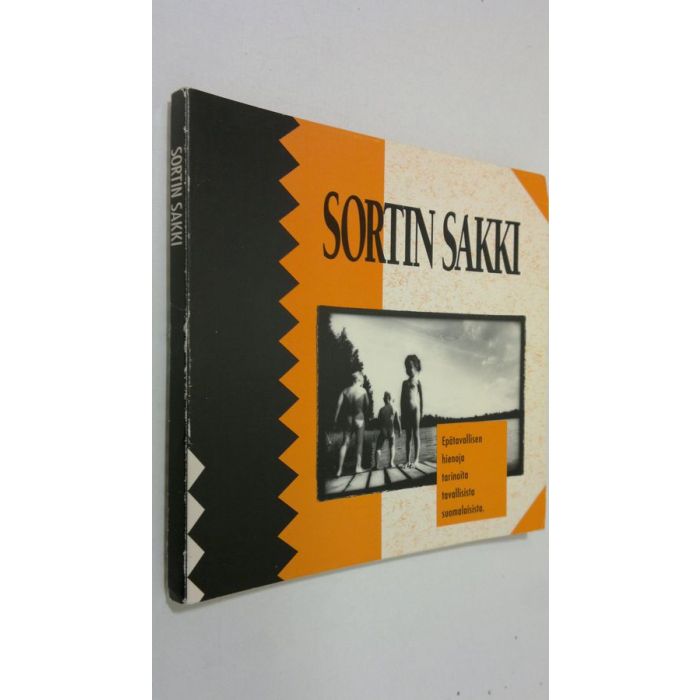 SORTIN SAKKI
SORTIN SAKKI
Epätavallisen
hienoja
tarinoita
tavallisista
suomalaisista.